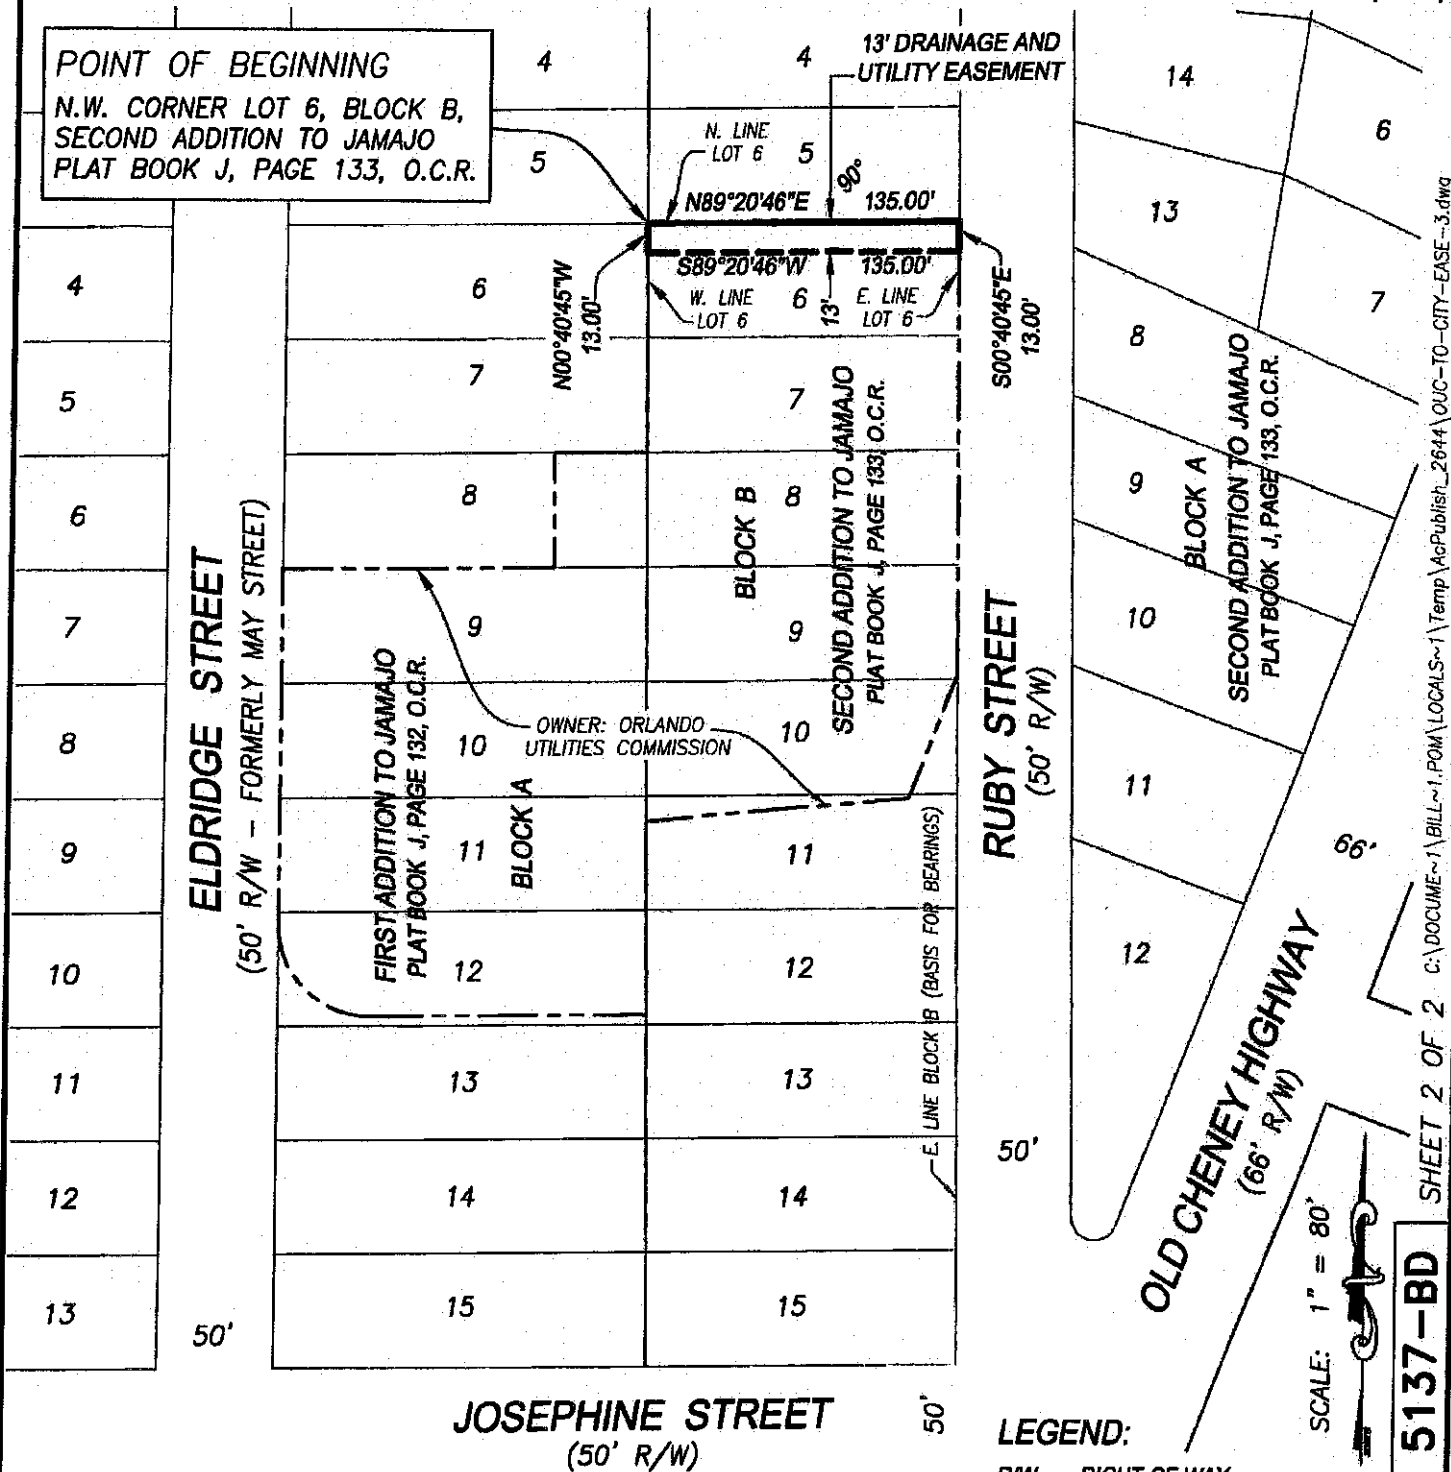 POINT OF BEGINNING
N.W. CORNER LOT 6, BLOCK B,
SECOND ADDITION TO JAMAJO
PLAT BOOK J, PAGE 133, O.C.R.
4
4
13' DRAINAGE AND
UTILITY EASEMENT
14
6
5
N. LINE
LOT 6
5
90°
13
N89°20'46"E
135.00'
4
6
N00°40'45"W
13.00'
S89°20'46"W
135.00'
W. LINE
LOT 6
6
13'
E. LINE
LOT 6
S00°40'45"E
13.00'
8
7
5
7
7
6
8
8
9
7
9
9
10
8
10
10
11
9
11
11
12
10
12
12
11
13
13
12
14
14
13
15
15
ELDRIDGE STREET
(50' R/W - FORMERLY MAY STREET)
50'
FIRST ADDITION TO JAMAJO
PLAT BOOK J, PAGE 132, O.C.R.
BLOCK A
OWNER: ORLANDO
UTILITIES COMMISSION
BLOCK B
SECOND ADDITION TO JAMAJO
PLAT BOOK J, PAGE 133, O.C.R.
E. LINE BLOCK B (BASIS FOR BEARINGS)
RUBY STREET
(50' R/W)
50'
BLOCK A
SECOND ADDITION TO JAMAJO
PLAT BOOK J, PAGE 133, O.C.R.
66'
OLD CHENEY HIGHWAY
(66' R/W)
JOSEPHINE STREET
(50' R/W)
50'
LEGEND:
R/W RIGHT OF WAY
SCALE: 1" = 80'
5137-BD
SHEET 2 OF 2
C:\DOCUME~1\BILL~1.POM\LOCALS~1\Temp\AcPublish_2644\OUC-TO-CITY-EASE-3.dwg